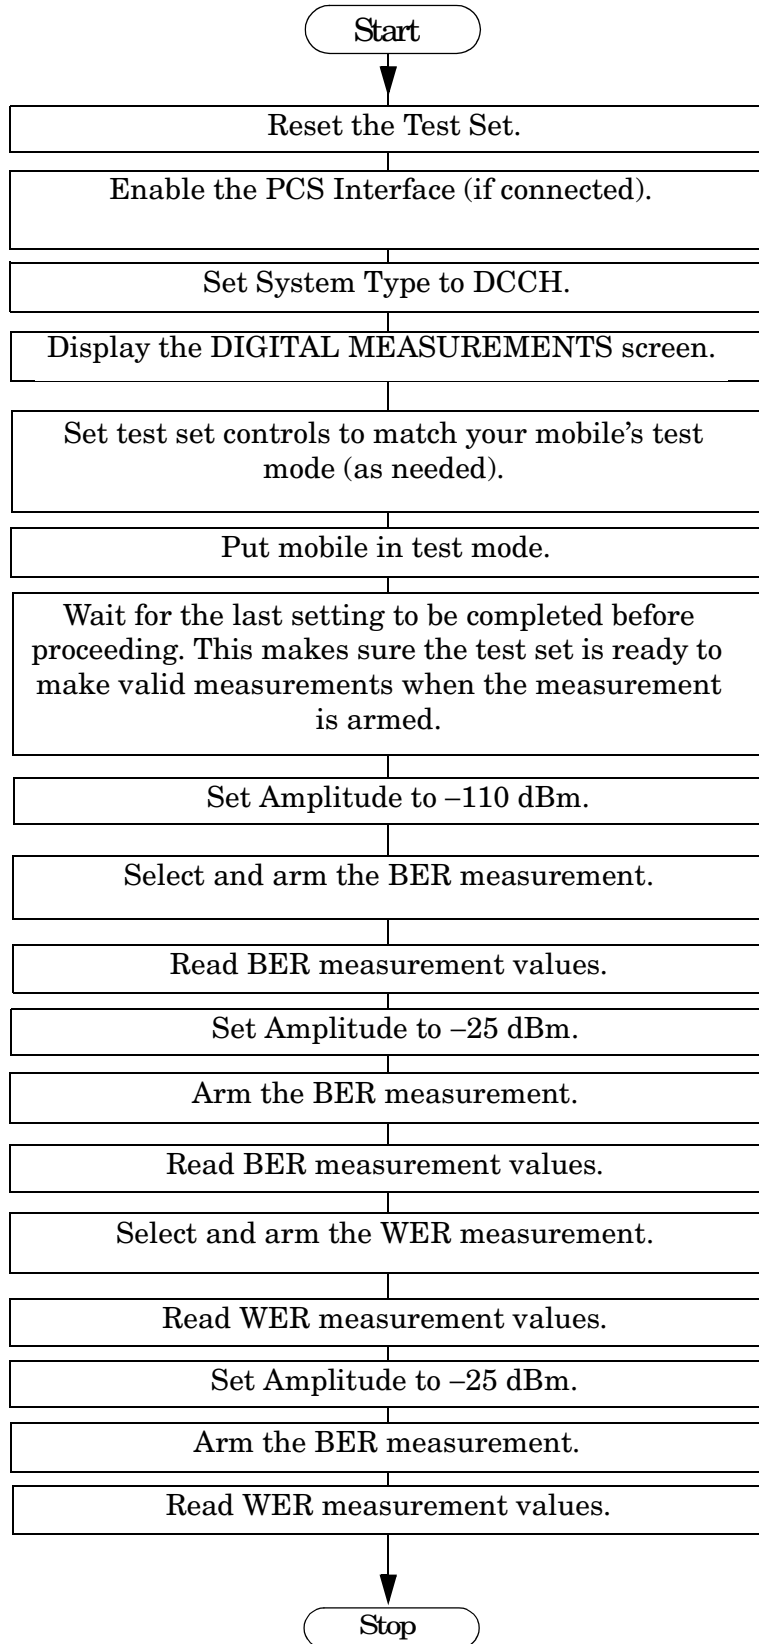 Start
Reset the Test Set.
Enable the PCS Interface (if connected).
Set System Type to DCCH.
Display the DIGITAL MEASUREMENTS screen.
Set test set controls to match your mobile’s test
mode (as needed).
Put mobile in test mode.
Wait for the last setting to be completed before
proceeding. This makes sure the test set is ready to
make valid measurements when the measurement
is armed.
Set Amplitude to –110 dBm.
Select and arm the BER measurement.
Read BER measurement values.
Set Amplitude to –25 dBm.
Arm the BER measurement.
Read BER measurement values.
Select and arm the WER measurement.
Read WER measurement values.
Set Amplitude to –25 dBm.
Arm the BER measurement.
Read WER measurement values.
Stop